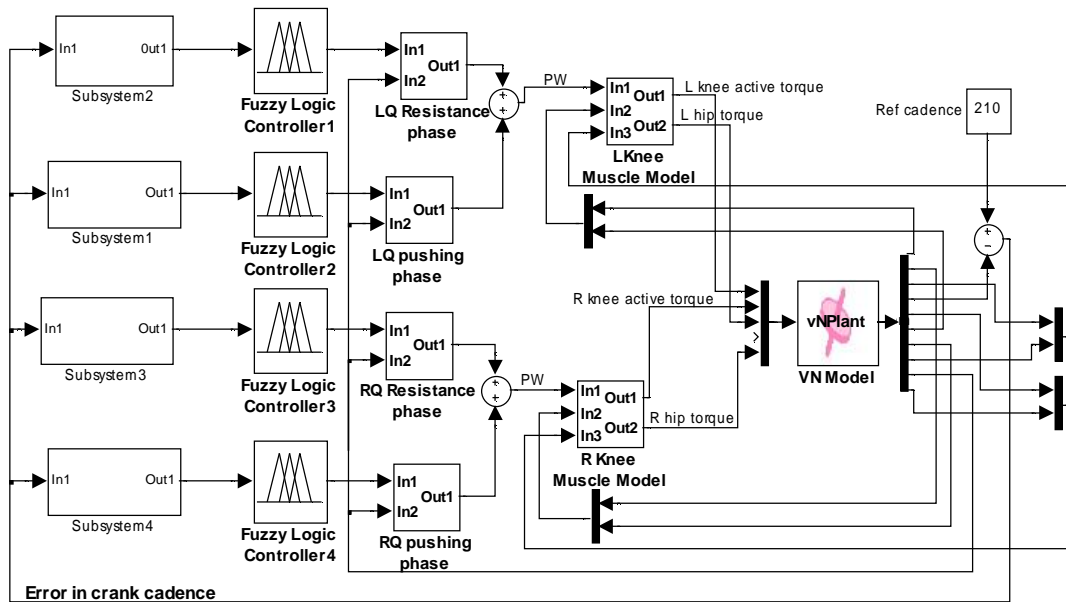 In1
0ut1
Subsystem2
Fuzzy Logic
Controller1
In1
In2
Out1
LQ Resistance
phase
PW
In1
In2
In3
Out1
Out2
LKnee
Muscle Model
L knee active torque
L hip torque
Ref cadence
210
In1
Out1
Subsystem1
Fuzzy Logic
Controller2
In1
In2
Out1
LQ pushing
phase
R knee active torque
vNPlant
VN Model
In1
Out1
Subsystem3
Fuzzy Logic
Controller3
In1
In2
Out1
RQ Resistance
phase
PW
In1
In2
In3
Out1
Out2
R Knee
Muscle Model
R hip torque
In1
Out1
Subsystem4
Fuzzy Logic
Controller4
In1
In2
Out1
RQ pushing
phase
Error in crank cadence